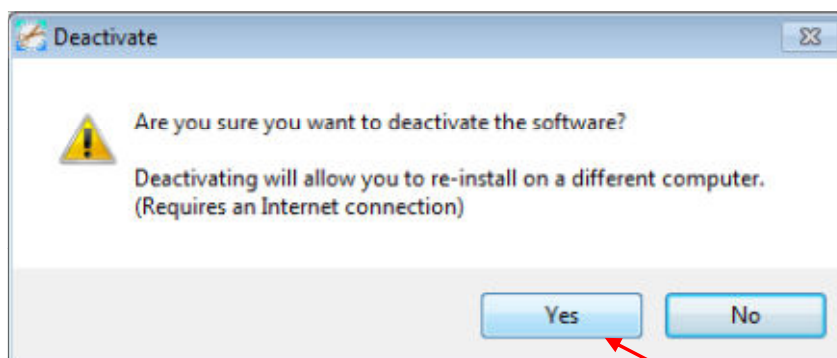 Deactivate
Are you sure you want to deactivate the software?
Deactivating will allow you to re-install on a different computer.
(Requires an Internet connection)
Yes No